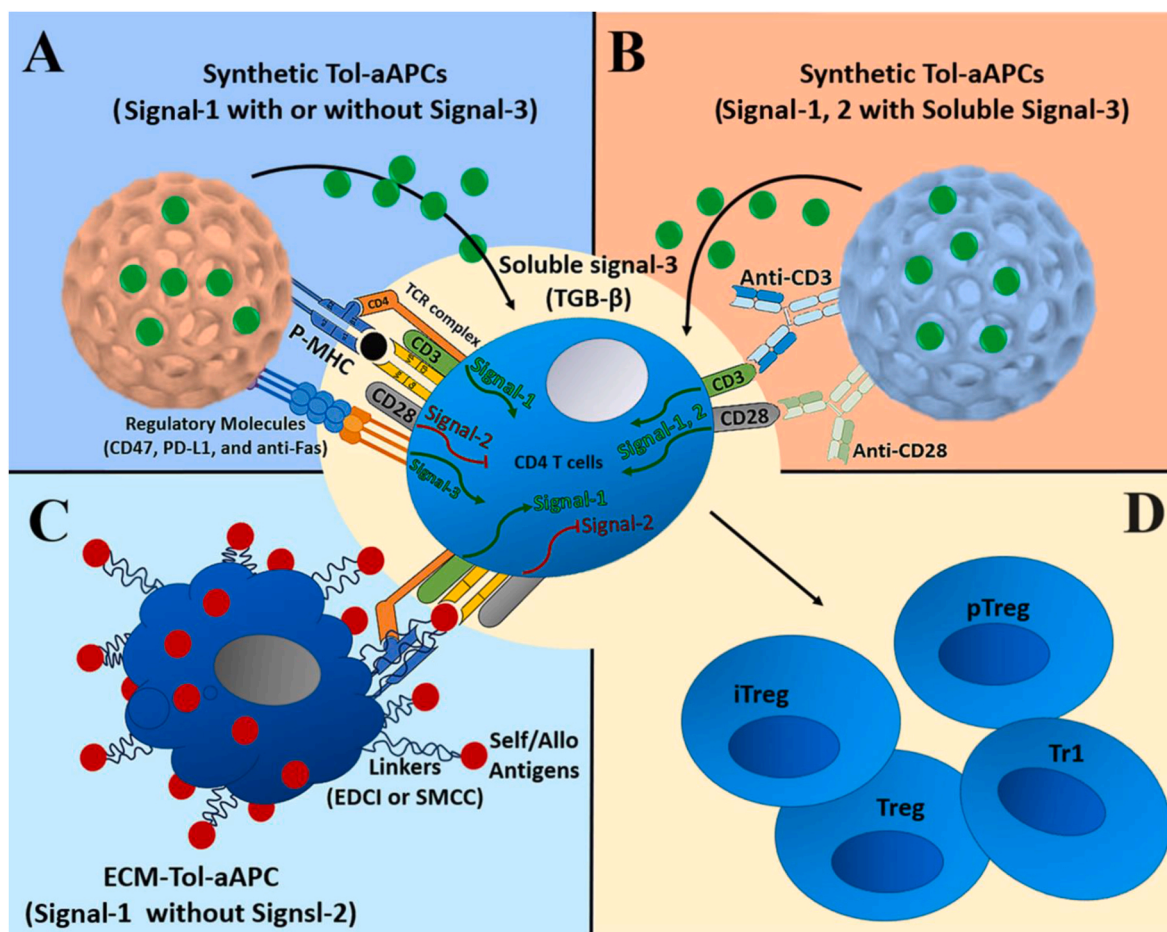 A
Synthetic Tol-aAPCs
(Signal-1 with or without Signal-3)
B
Synthetic Tol-aAPCs
(Signal-1, 2 with Soluble Signal-3)
Soluble signal-3
(TGB-β)
Anti-CD3
CD4
TCR complex
P-MHC
CD3
CD28
Signal-1
Signal-2
Signal-3
CD4 T cells
CD3
CD28
Signal-1, 2
Anti-CD28
Regulatory Molecules
(CD47, PD-L1, and anti-Fas)
Signal-1
Signal-2
C
Linkers
(EDCI or SMCC)
Self/Allo
Antigens
ECM-Tol-aAPC
(Signal-1 without Signsl-2)
D
pTreg
iTreg
Tr1
Treg